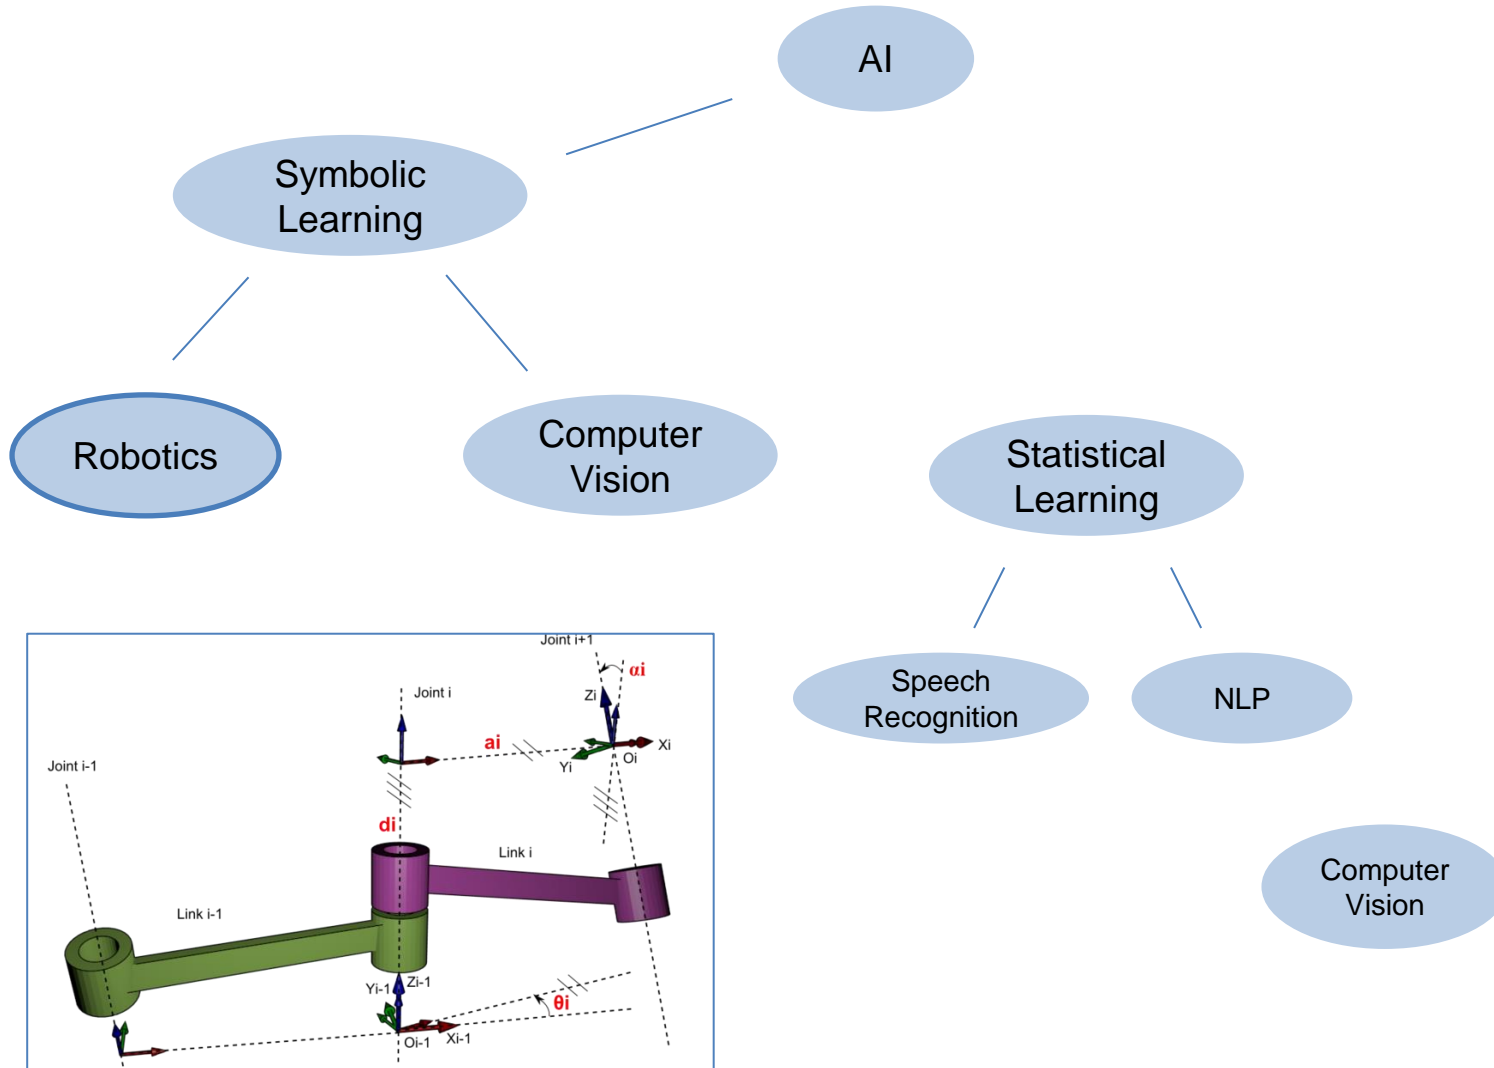 AI
Symbolic
Learning
Robotics
Computer
Vision
Statistical
Learning
Speech
Recognition
NLP
Computer
Vision
Joint i+1
αi
Zi
Joint i
ai
Xi
Oi
Yi
Joint i-1
di
Link i
Link i-1
Yi-1
Zi-1
θi
Oi-1
Xi-1